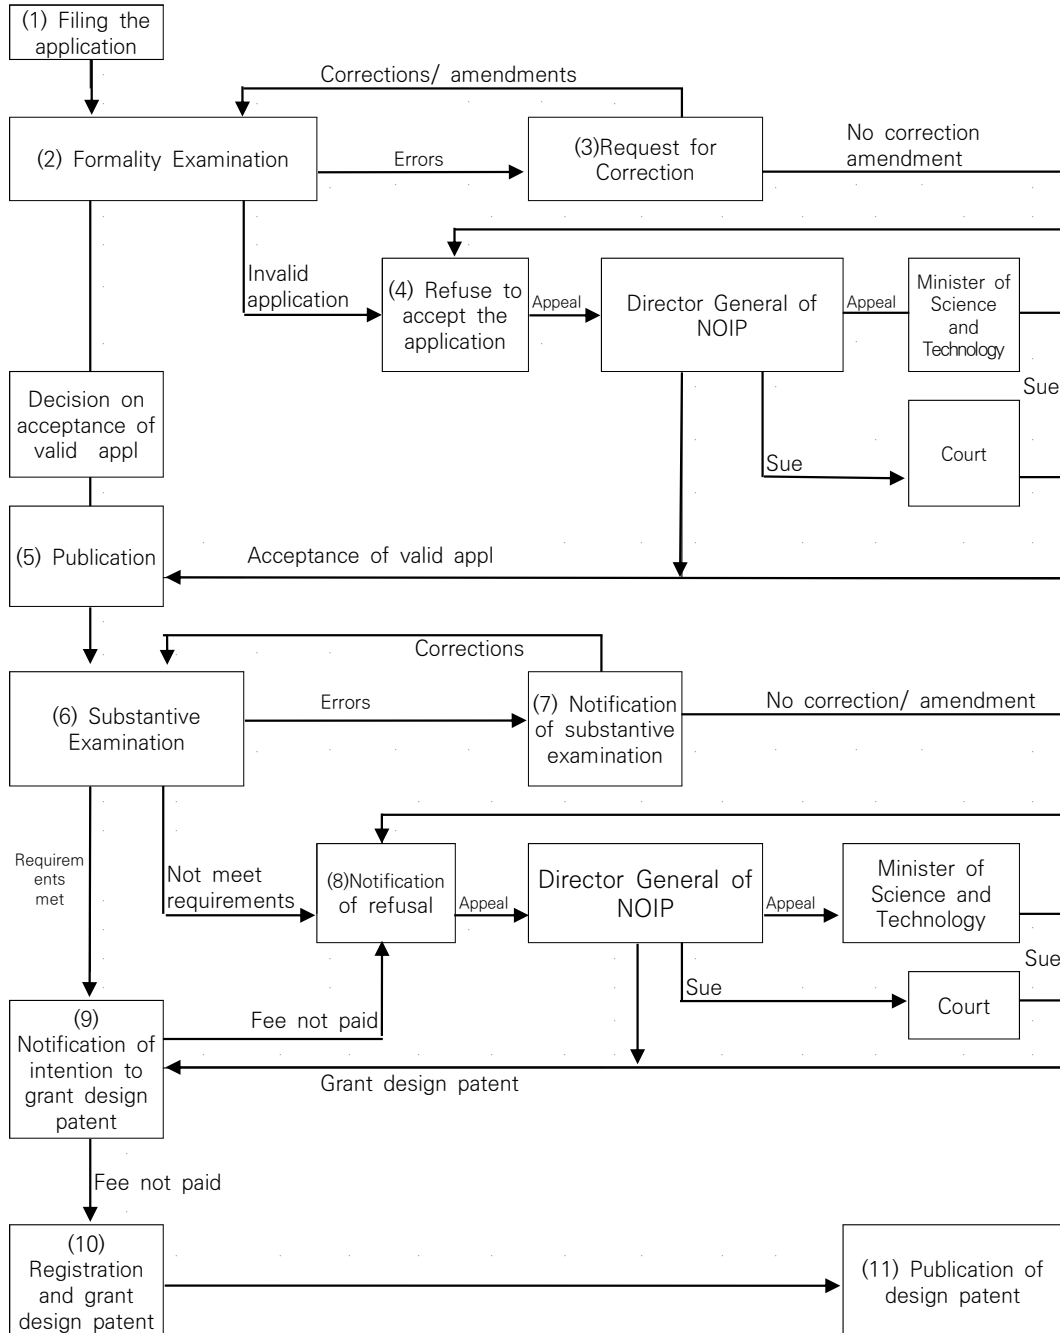 (1) Filing the
application
Corrections/ amendments
(2) Formality Examination
Errors
(3)Request for
Correction
No correction
amendment
Invalid
application
(4) Refuse to
accept the
application
Appeal
Director General of
NOIP
Appeal
Minister of
Science
and
Technology
Sue
Decision on
acceptance of
valid appl
Sue
Court
(5) Publication
Acceptance of valid appl
Corrections
(6) Substantive
Examination
Errors
(7) Notification
of substantive
examination
No correction/ amendment
Requirem
ents
met
Not meet
requirements
(8)Notification
of refusal
Appeal
Director General of
NOIP
Appeal
Minister of
Science and
Technology
Sue
Sue
Court
(9)
Notification of
intention to
grant design
patent
Fee not paid
Grant design patent
Fee not paid
(10)
Registration
and grant
design patent
(11) Publication of
design patent